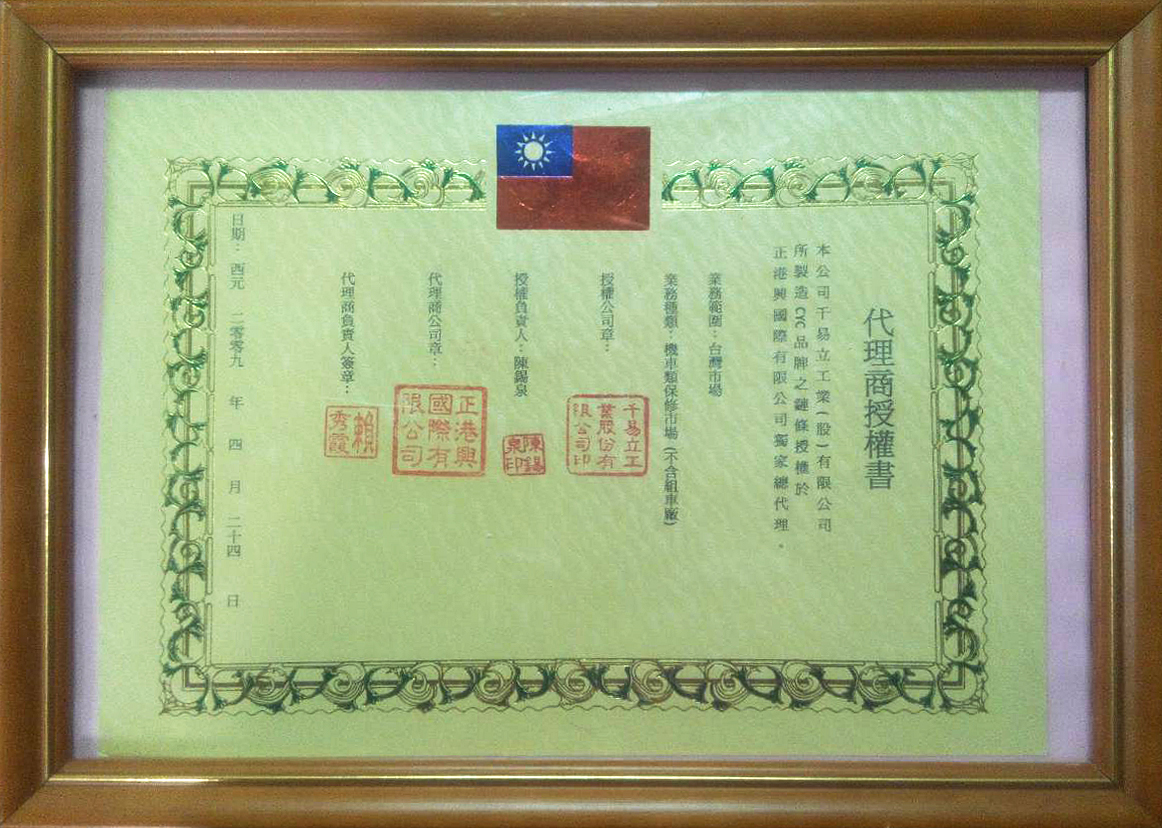 代理商授權書
本公司千易立工業(股)有限公司
所製造CYC品牌之鏈條授權於
正港興國際有限公司獨家總代理
業務範圍：台灣市場
業務種類：機車類保修市場(不含組車廠)
授權公司章：
千易立工業股份有限公司印
授權負責人：陳錫泉
陳錫泉印
代理商公司章：
正港興國際有限公司
代理商負責人簽章：
賴秀霞
日期：西元 二零零九 年 四 月 二十四 日